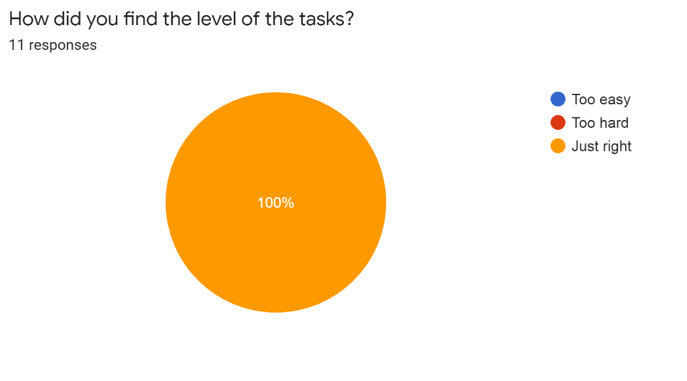 How did you find the level of the tasks?
11 responses
Too easy
Too hard
Just right
100%